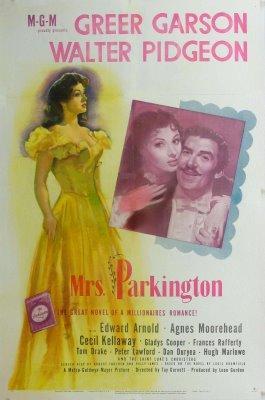 M-G-M
proudly presents
GREER GARSON
WALTER PIDGEON
Mrs. Parkington
THE GREAT NOVEL OF A MILLIONAIRES ROMANCE!
Edward Arnold • Agnes Moorehead
Cecil Kellaway • Gladys Cooper • Frances Rafferty
Tom Drake • Peter Lawford • Dan Duryea • Hugh Marlowe
A Metro-Goldwyn-Mayer Picture Directed by Tay Garnett Produced by Leon Gordon